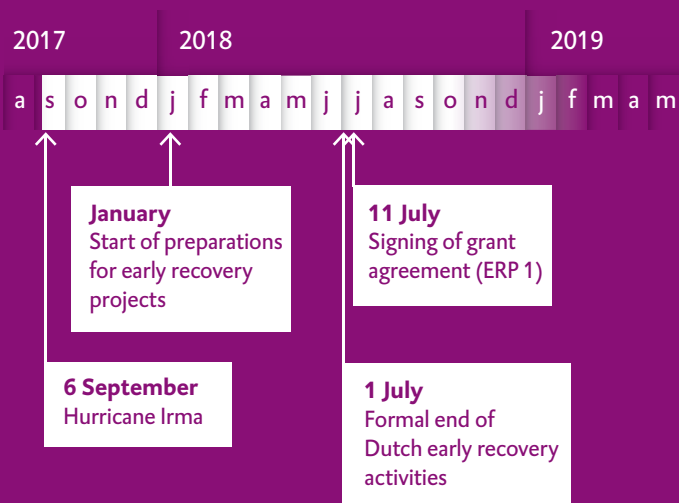 2017 2018 2019
a s o n d j f m a m j j a s o n d j f m a m
January
Start of preparations
for early recovery
projects
11 July
Signing of grant
agreement (ERP 1)
6 September
Hurricane Irma
1 July
Formal end of
Dutch early recovery
activities